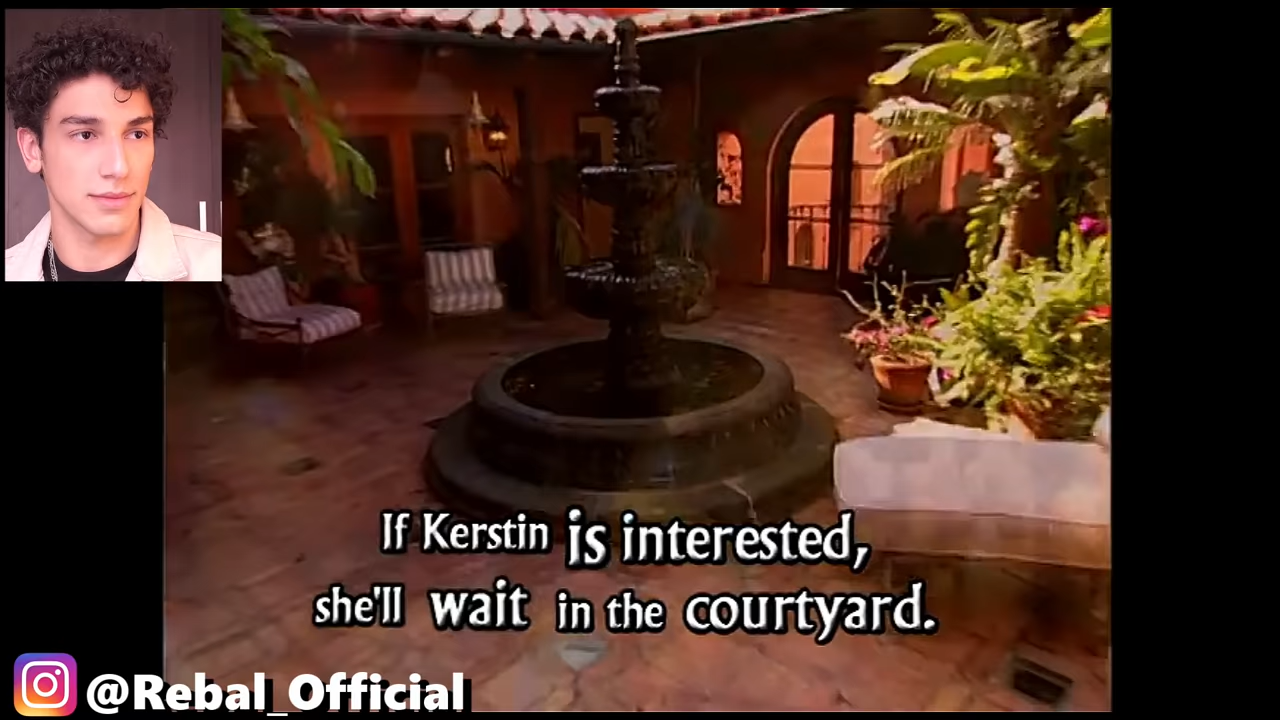 If Kerstin is interested,
she'll wait in the courtyard.
@Rebal_Official